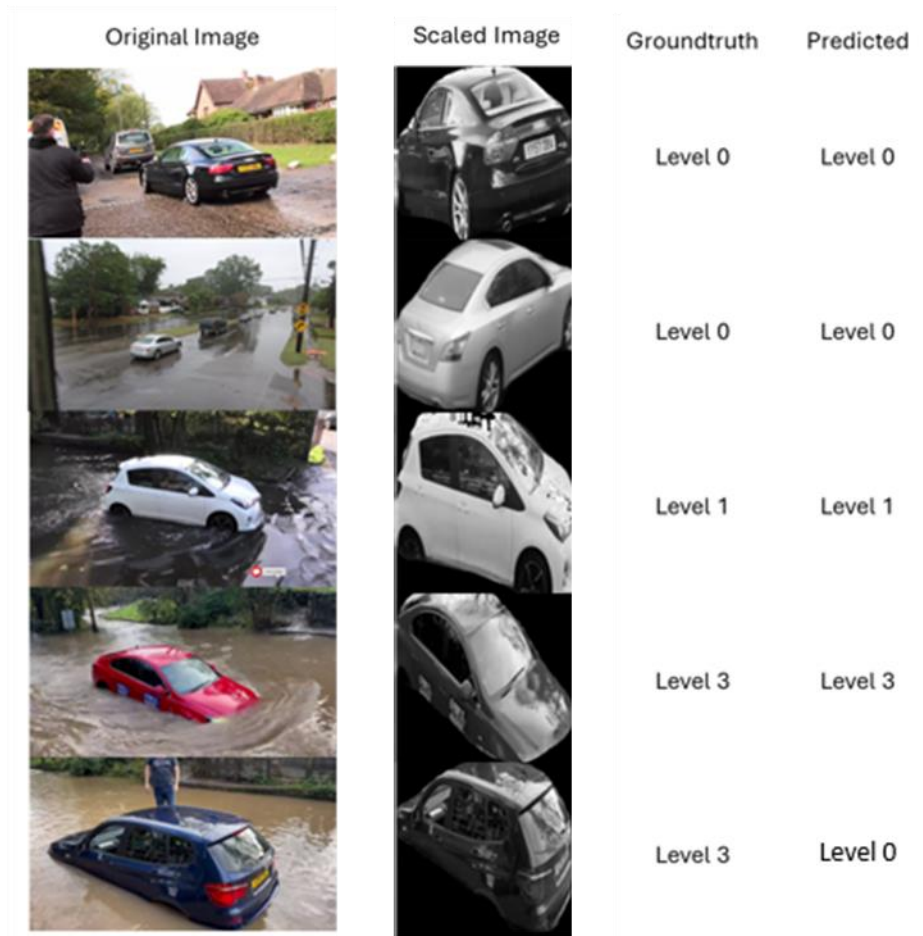 Original Image Scaled Image Groundtruth Predicted
Level 0 Level 0
Level 0 Level 0
Level 1 Level 1
Level 3 Level 3
Level 3 Level 0